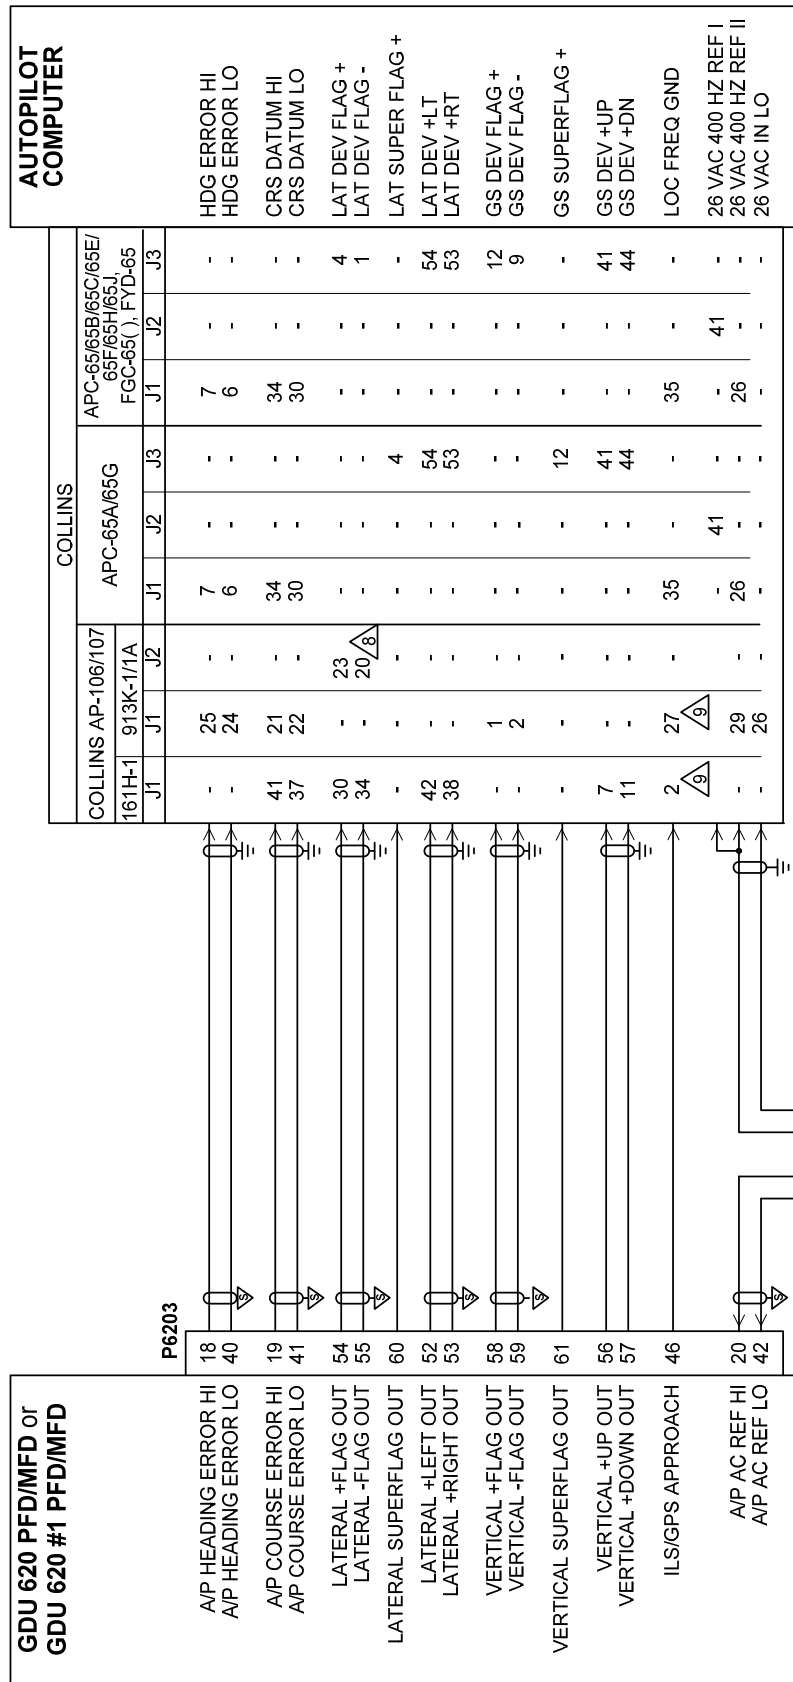 GDU 620 PFD/MFD or
GDU 620 #1 PFD/MFD
P6203
COLLINS
AUTOPILOT
COMPUTER
COLLINS AP-106/107
161H-1 913K-1/1A
APC-65A/65G
APC-65/65B/65C/65E/
65F/65H/65J,
FGC-65( ), FYD-65
J1 J1 J2 J1 J2 J3 J1 J2 J3
A/P HEADING ERROR HI 18 S - 25 - 7 - - 7 - - HDG ERROR HI
A/P HEADING ERROR LO 40 - 24 - 6 - - 6 - - HDG ERROR LO
A/P COURSE ERROR HI 19 S 41 21 - 34 - - 34 - - CRS DATUM HI
A/P COURSE ERROR LO 41 37 22 - 30 - - 30 - - CRS DATUM LO
LATERAL +FLAG OUT 54 S 30 - 23 - - - - - 4 LAT DEV FLAG +
LATERAL -FLAG OUT 55 34 - 20 8 - - - - - 1 LAT DEV FLAG -
LATERAL SUPERFLAG OUT 60 - - - - - 4 - - - LAT SUPER FLAG +
LATERAL +LEFT OUT 52 S 42 - - - - 54 - - 54 LAT DEV +LT
LATERAL +RIGHT OUT 53 38 - - - - 53 - - 53 LAT DEV +RT
VERTICAL +FLAG OUT 58 S - 1 - - - - - - 12 GS DEV FLAG +
VERTICAL -FLAG OUT 59 - 2 - - - - - - 9 GS DEV FLAG -
VERTICAL SUPERFLAG OUT 61 - - - - - 12 - - - GS SUPERFLAG +
VERTICAL +UP OUT 56 7 - - - - 41 - - 41 GS DEV +UP
VERTICAL +DOWN OUT 57 11 - - - - 44 - - 44 GS DEV +DN
ILS/GPS APPROACH 46 2 9 27 9 - 35 - - 35 - - LOC FREQ GND
- 41 - - 41 - 26 VAC 400 HZ REF I
A/P AC REF HI 20 S - 29 - 26 - - 26 - - 26 VAC 400 HZ REF II
A/P AC REF LO 42 - 26 - - - - - - - 26 VAC IN LO